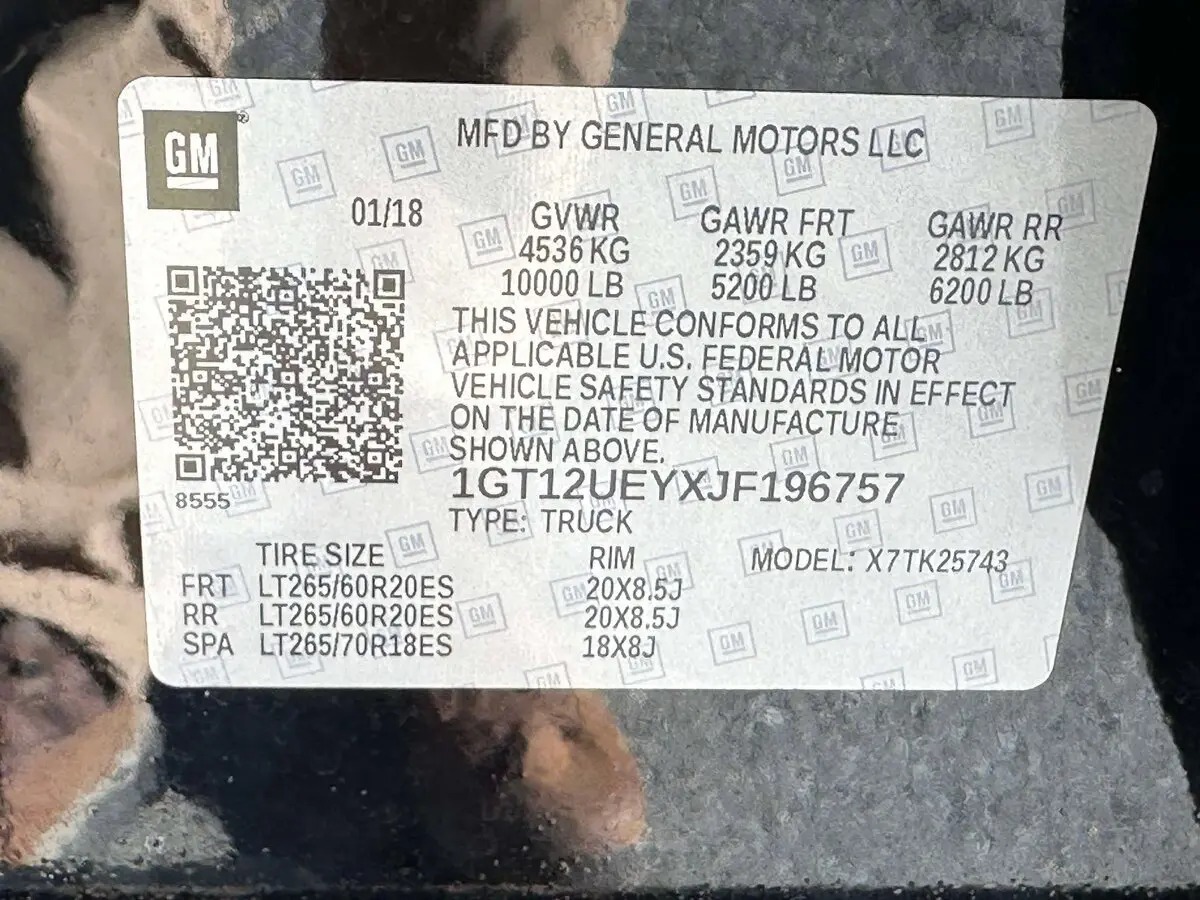 GM®
MFD BY GENERAL MOTORS LLC
01/18 GVWR GAWR FRT GAWR RR
4536 KG 2359 KG 2812 KG
10000 LB 5200 LB 6200 LB
THIS VEHICLE CONFORMS TO ALL
APPLICABLE U.S. FEDERAL MOTOR
VEHICLE SAFETY STANDARDS IN EFFECT
ON THE DATE OF MANUFACTURE
SHOWN ABOVE.
1GT12UEYXJF196757
8555
TYPE: TRUCK
TIRE SIZE RIM MODEL: X7TK25743
FRT LT265/60R20ES 20X8.5J
RR LT265/60R20ES 20X8.5J
SPA LT265/70R18ES 18X8J